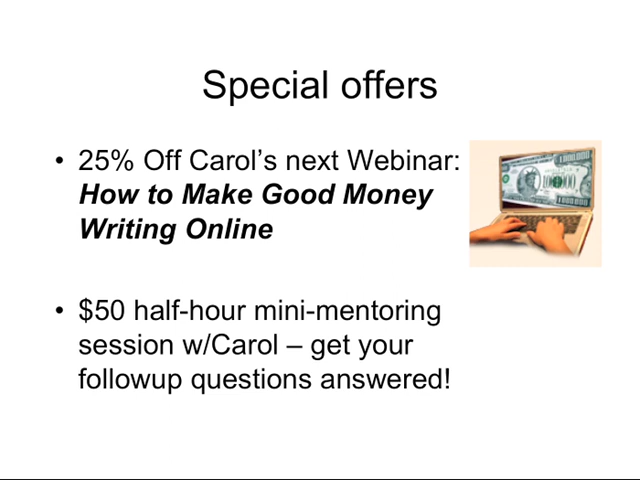 Special offers
• 25% Off Carol’s next Webinar:
How to Make Good Money
Writing Online
• $50 half-hour mini-mentoring
session w/Carol – get your
followup questions answered!